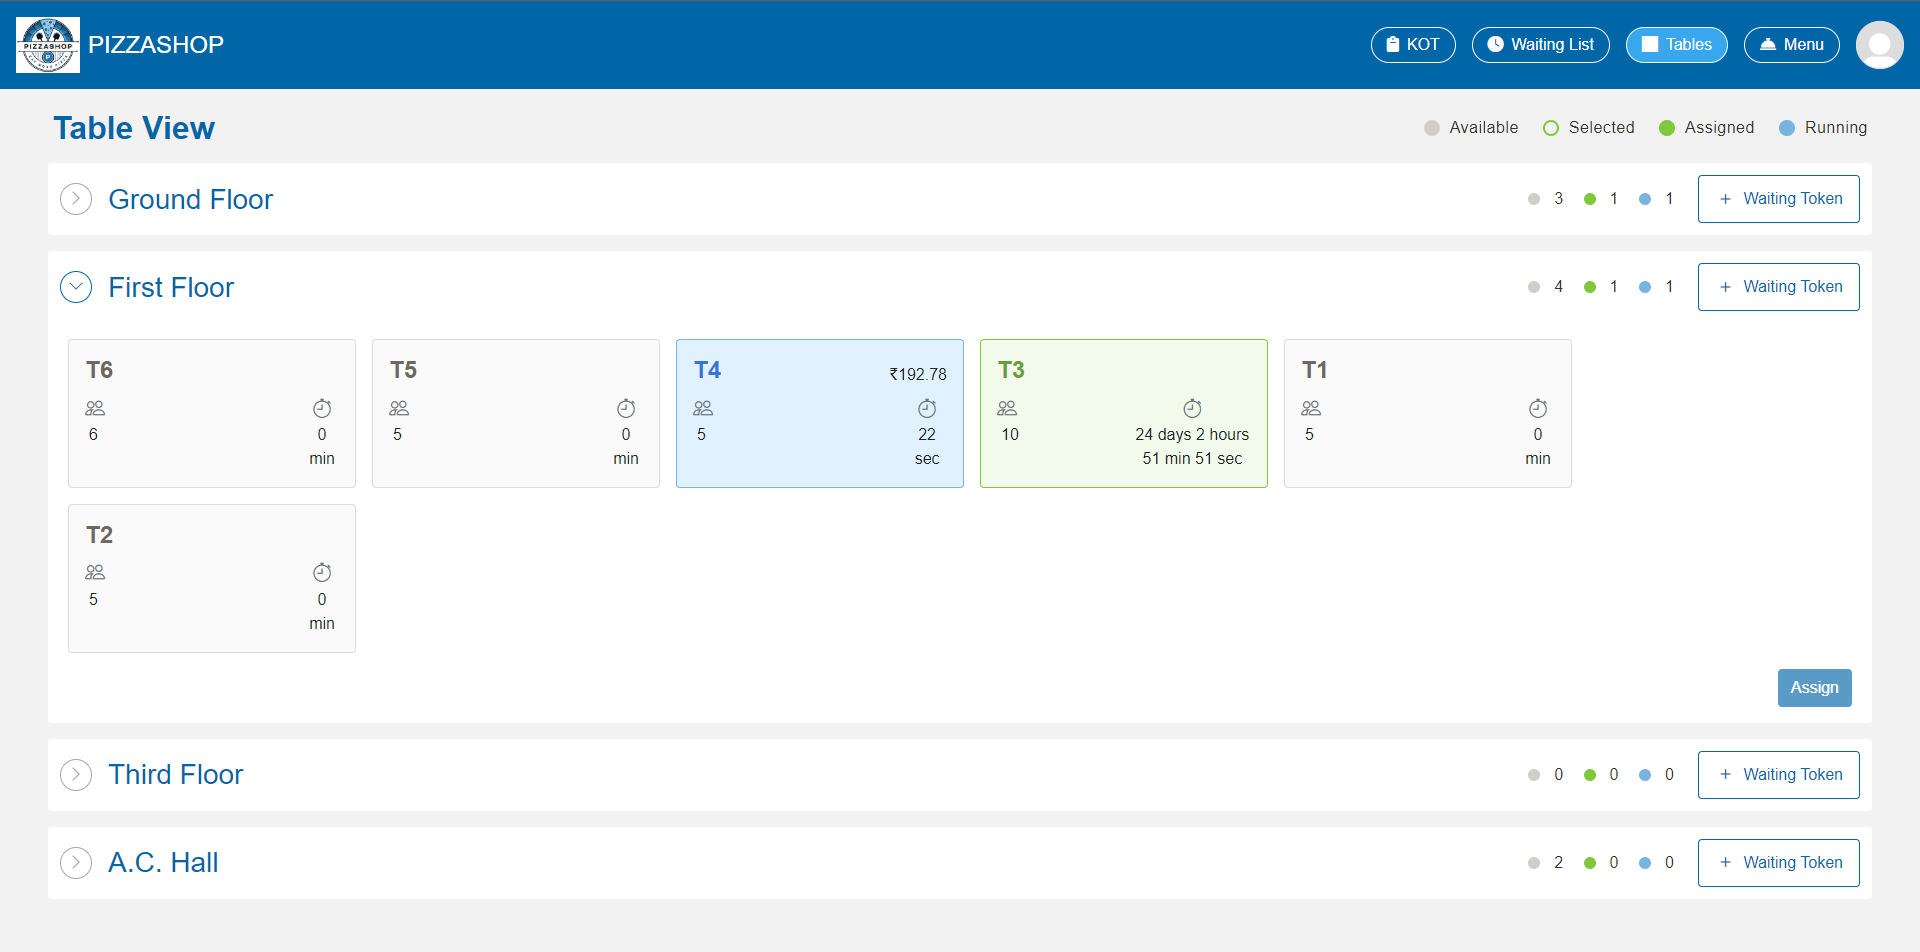 PIZZASHOP
PIZZASHOP
KOT
Waiting List
Tables
Menu
Table View
Available
Selected
Assigned
Running
Ground Floor
3 1 1
+ Waiting Token
First Floor
4 1 1
+ Waiting Token
T6
6
0
min
T5
5
0
min
T4
₹192.78
5
22
sec
T3
10
24 days 2 hours
51 min 51 sec
T1
5
0
min
T2
5
0
min
Assign
Third Floor
0 0 0
+ Waiting Token
A.C. Hall
2 0 0
+ Waiting Token